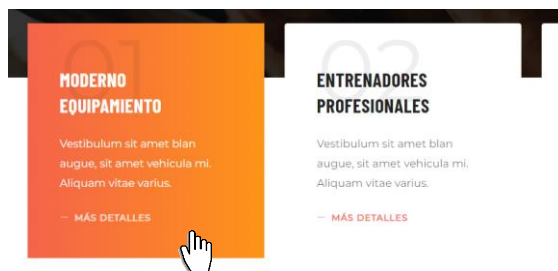 01
MODERNO
EQUIPAMIENTO
Vestibulum sit amet blan
augue, sit amet vehicula mi.
Aliquam vitae varius.
— MÁS DETALLES
02
ENTRENADORES
PROFESIONALES
Vestibulum sit amet blan
augue, sit amet vehicula mi.
Aliquam vitae varius.
— MÁS DETALLES